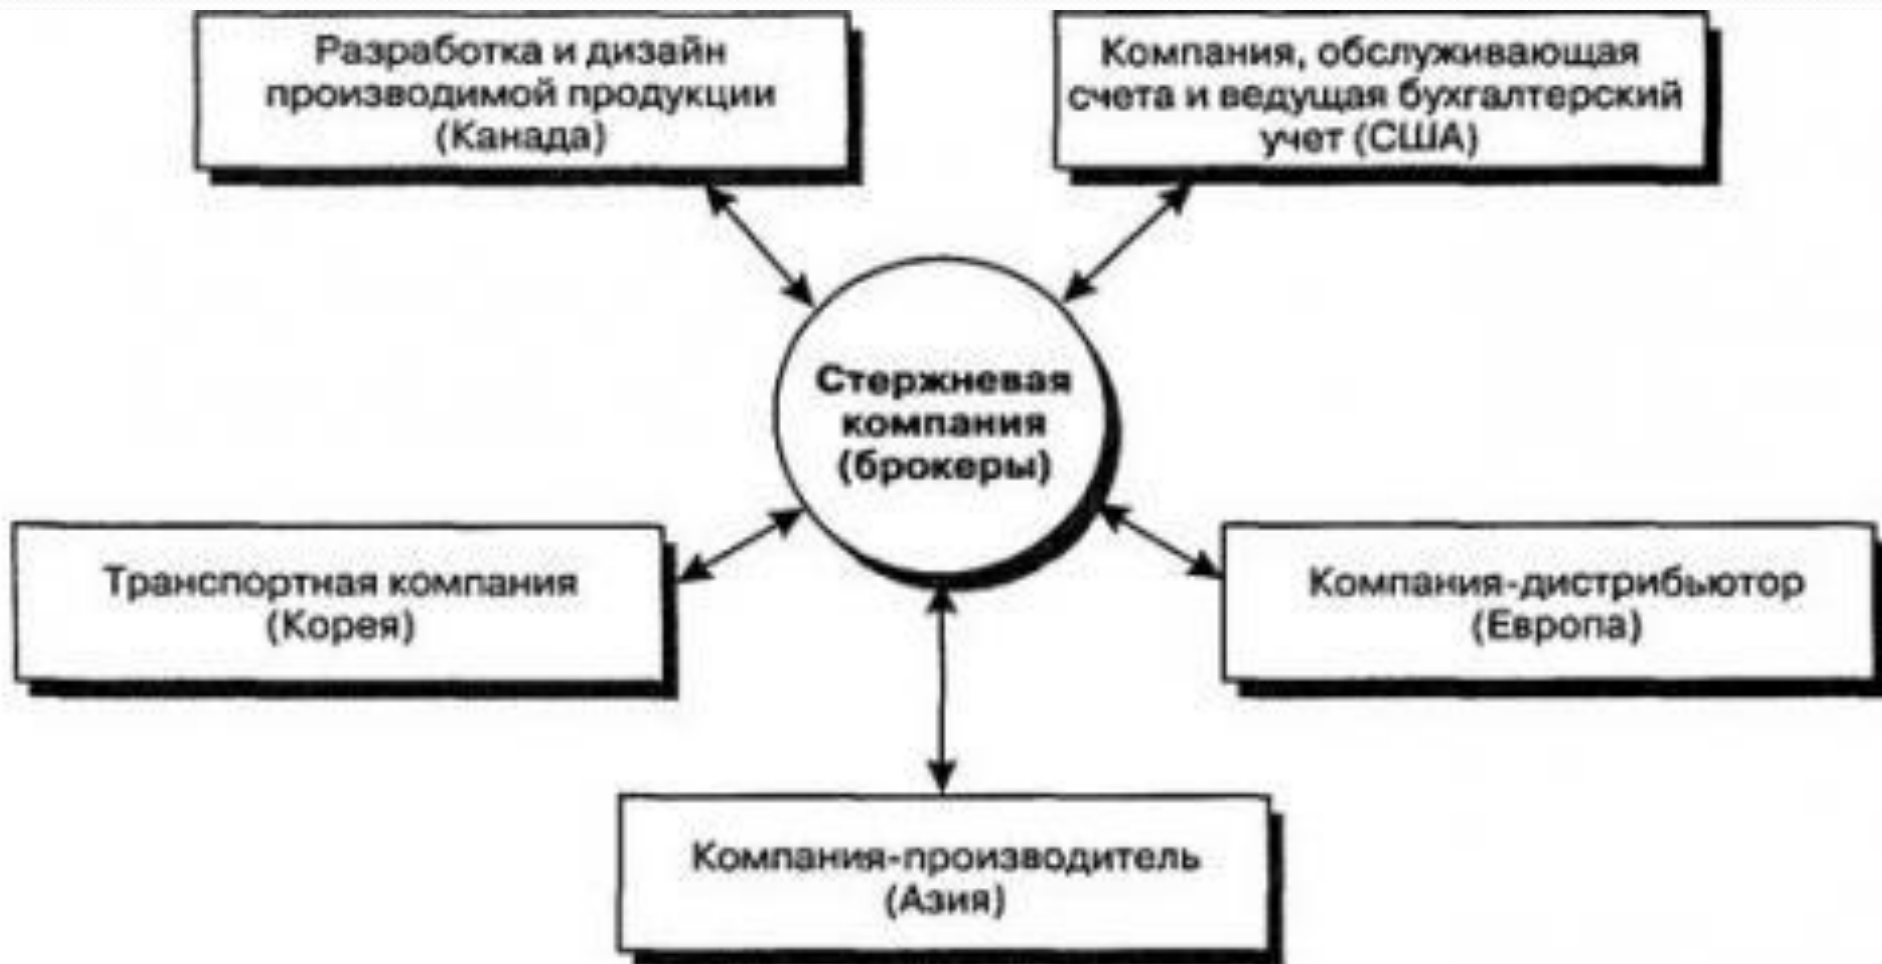 Разработка и дизайн
производимой продукции
(Канада)
Компания, обслуживающая
счета и ведущая бухгалтерский
учет (США)
Стержневая
компания
(брокеры)
Транспортная компания
(Корея)
Компания-дистрибьютор
(Европа)
Компания-производитель
(Азия)